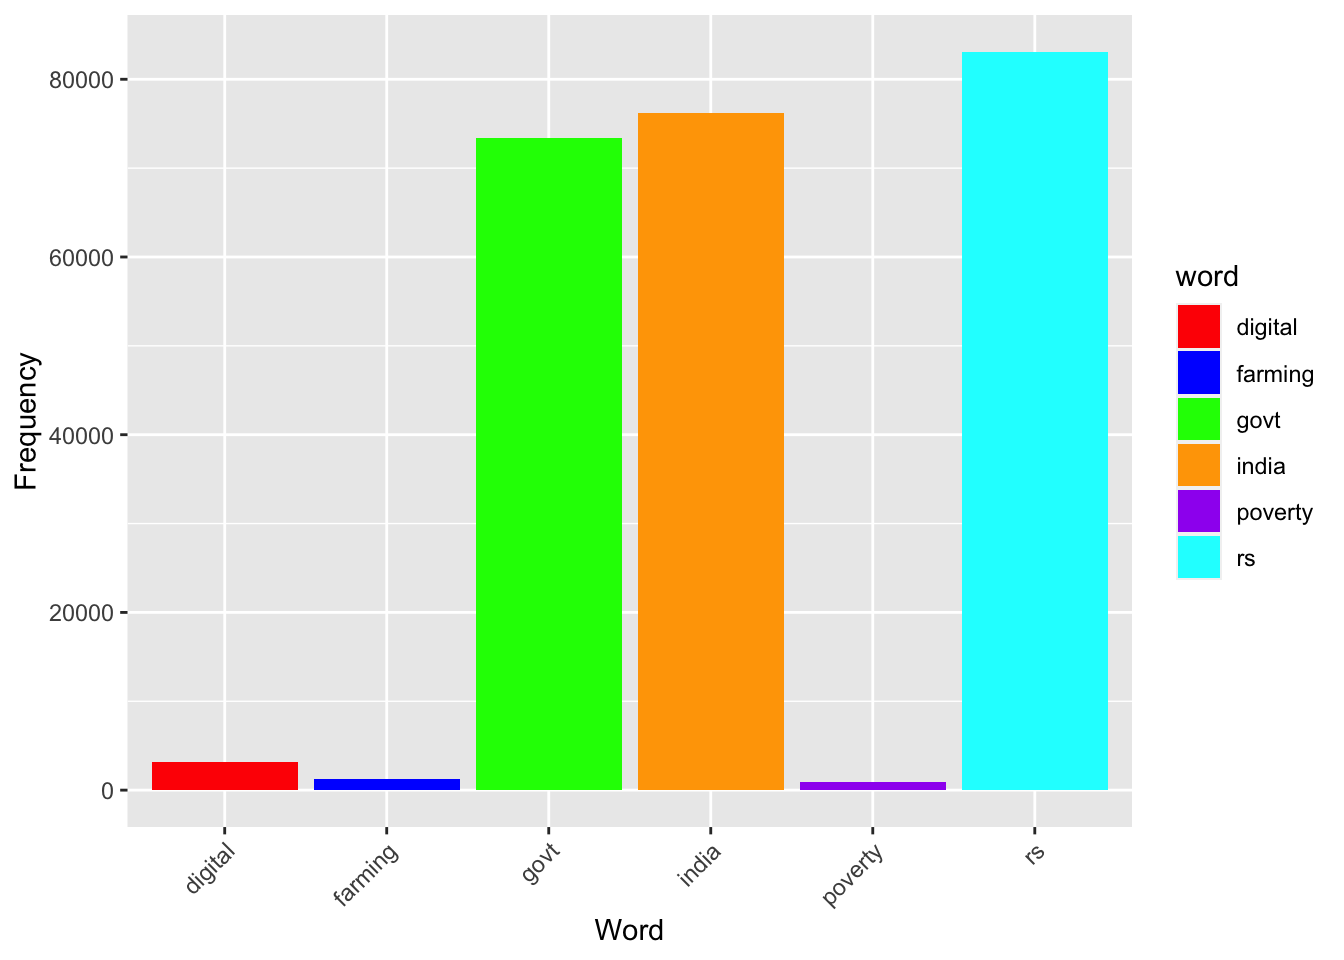 80000
60000
40000
20000
0
Frequency
digital
farming
govt
india
poverty
rs
Word
word
digital
farming
govt
india
poverty
rs